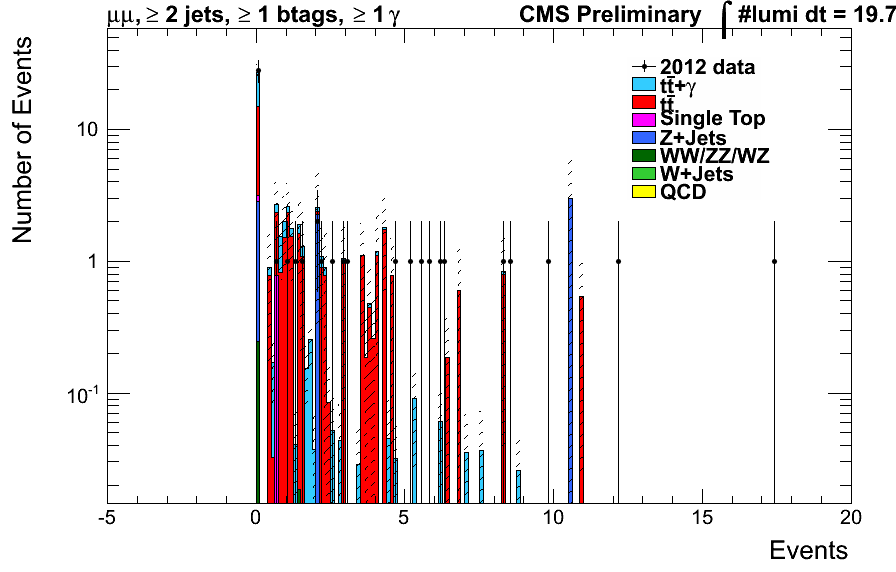 μμ, ≥ 2 jets, ≥ 1 btags, ≥ 1 γ CMS Preliminary ∫ #lumi dt = 19.7
Number of Events
2012 data
tt̄+γ
tt̄
Single Top
Z+Jets
WW/ZZ/WZ
W+Jets
QCD
10
1
10⁻¹
-5 0 5 10 15 20
Events